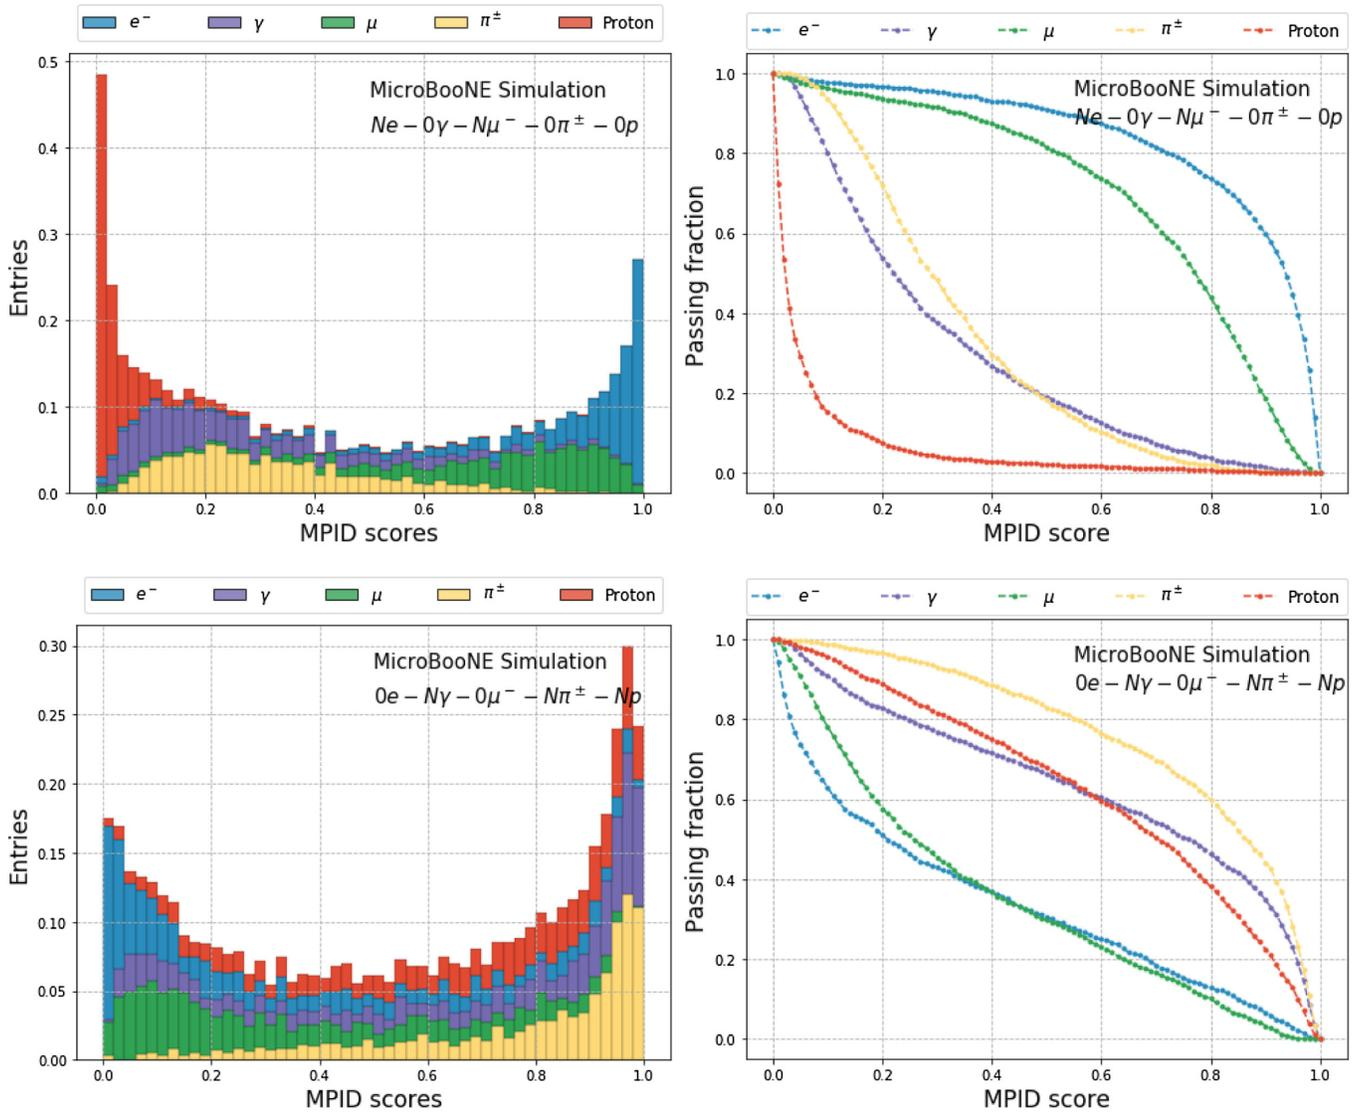 e⁻ γ μ π± Proton
MicroBooNE Simulation
Ne − 0γ − Nμ⁻ − 0π± − 0p
Entries
0.5
0.4
0.3
0.2
0.1
0.0
0.0 0.2 0.4 0.6 0.8 1.0
MPID scores
e⁻ γ μ π± Proton
MicroBooNE Simulation
Ne − 0γ − Nμ⁻ − 0π± − 0p
Passing fraction
1.0
0.8
0.6
0.4
0.2
0.0
0.0 0.2 0.4 0.6 0.8 1.0
MPID score
e⁻ γ μ π± Proton
MicroBooNE Simulation
0e − Nγ − 0μ⁻ − Nπ± − Np
Entries
0.30
0.25
0.20
0.15
0.10
0.05
0.00
0.0 0.2 0.4 0.6 0.8 1.0
MPID scores
e⁻ γ μ π± Proton
MicroBooNE Simulation
0e − Nγ − 0μ⁻ − Nπ± − Np
Passing fraction
1.0
0.8
0.6
0.4
0.2
0.0
0.0 0.2 0.4 0.6 0.8 1.0
MPID score